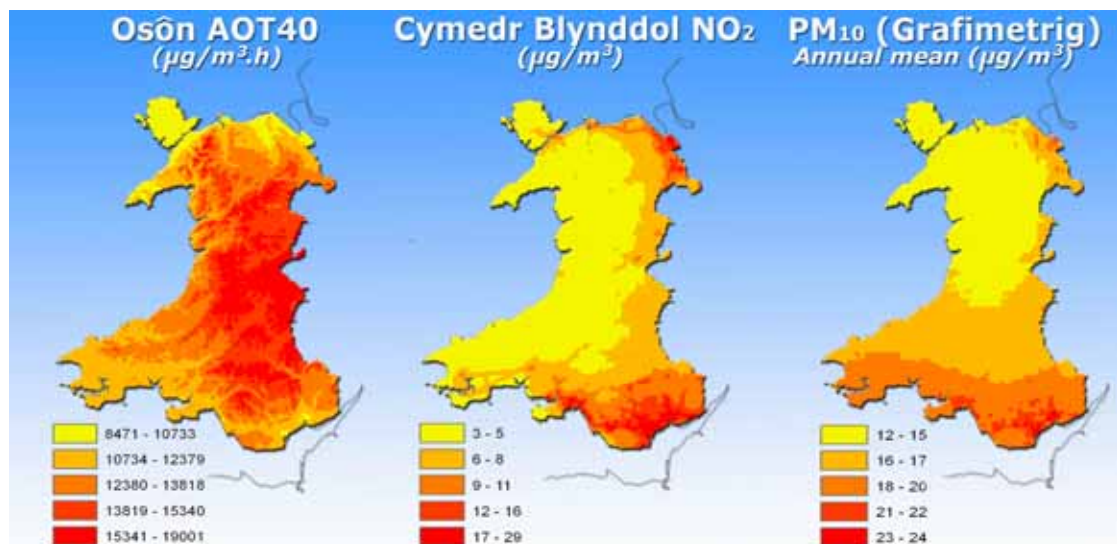 Osôn AOT40
(µg/m³.h)
8471 - 10733
10734 - 12379
12380 - 13818
13819 - 15340
15341 - 19001
Cymedr Blynddol NO₂
(µg/m³)
3 - 5
6 - 8
9 - 11
12 - 16
17 - 29
PM₁₀ (Grafimetrig)
Annual mean (µg/m³)
12 - 15
16 - 17
18 - 20
21 - 22
23 - 24